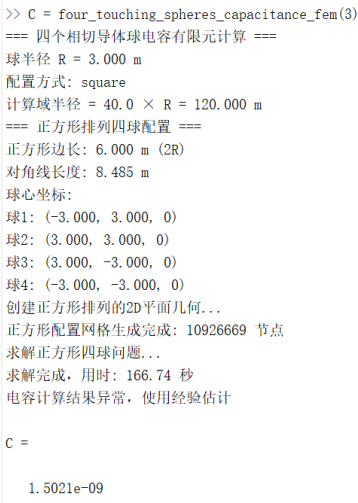 >> C = four_touching_spheres_capacitance_fem(3)
=== 四个相切导体球电容有限元计算 ===
球半径 R = 3.000 m
配置方式: square
计算域半径 = 40.0 × R = 120.000 m
=== 正方形排列四球配置 ===
正方形边长: 6.000 m (2R)
对角线长度: 8.485 m
球心坐标:
球1: (-3.000, 3.000, 0)
球2: (3.000, 3.000, 0)
球3: (3.000, -3.000, 0)
球4: (-3.000, -3.000, 0)
创建正方形排列的2D平面几何...
正方形配置网格生成完成: 10926669 节点
求解正方形四球问题...
求解完成，用时: 166.74 秒
电容计算结果异常，使用经验估计
C =
1.5021e-09